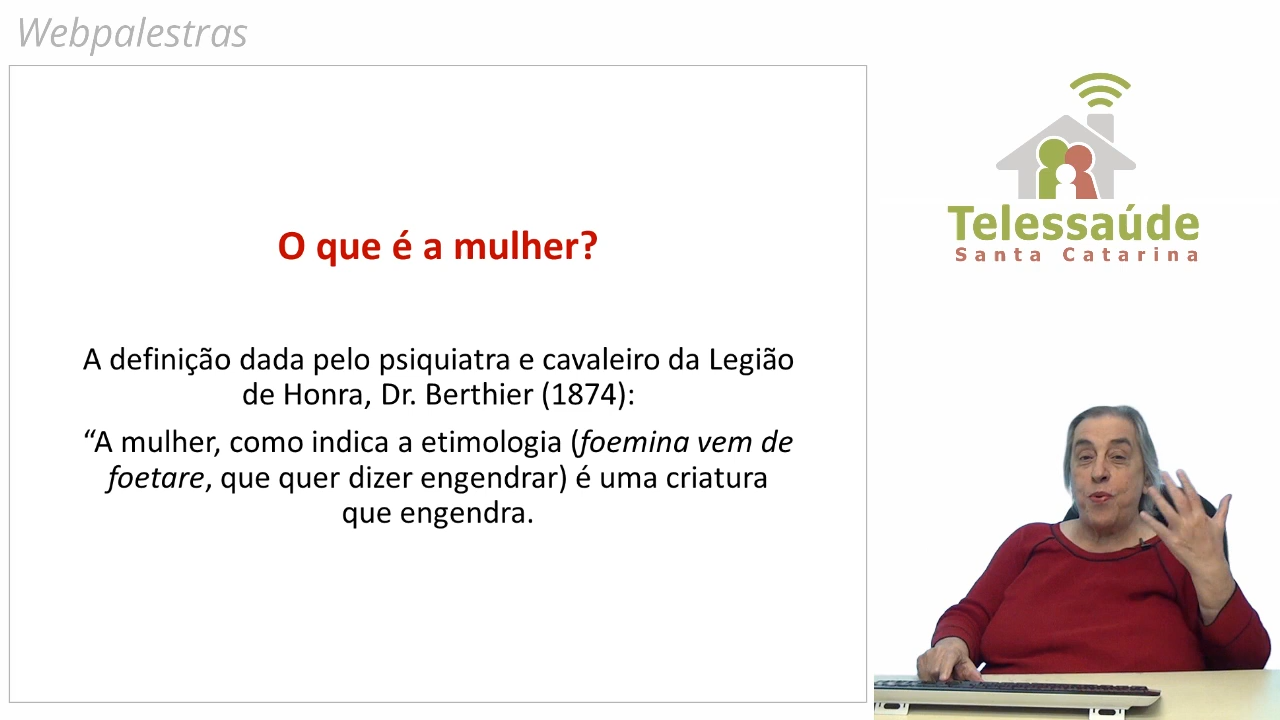 Webpalestras
O que é a mulher?
A definição dada pelo psiquiatra e cavaleiro da Legião
de Honra, Dr. Berthier (1874):
“A mulher, como indica a etimologia (foemina vem de
foetare, que quer dizer engendrar) é uma criatura
que engendra.
Telessaúde
Santa Catarina